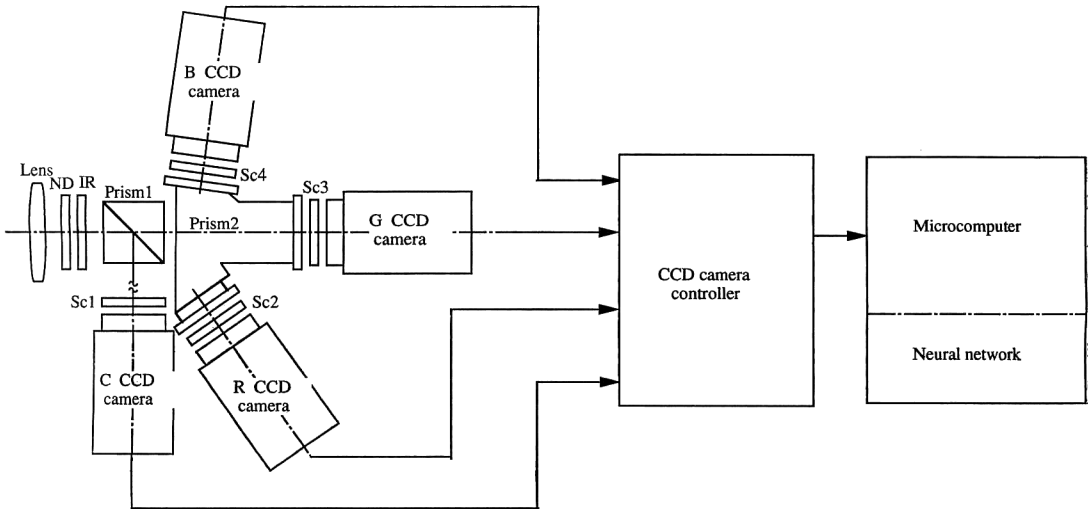 B CCD
camera
Lens
ND
IR
Prism1
Sc4
Sc3
Prism2
G CCD
camera
Microcomputer
CCD camera
controller
Sc1
Sc2
C CCD
camera
R CCD
camera
Neural network